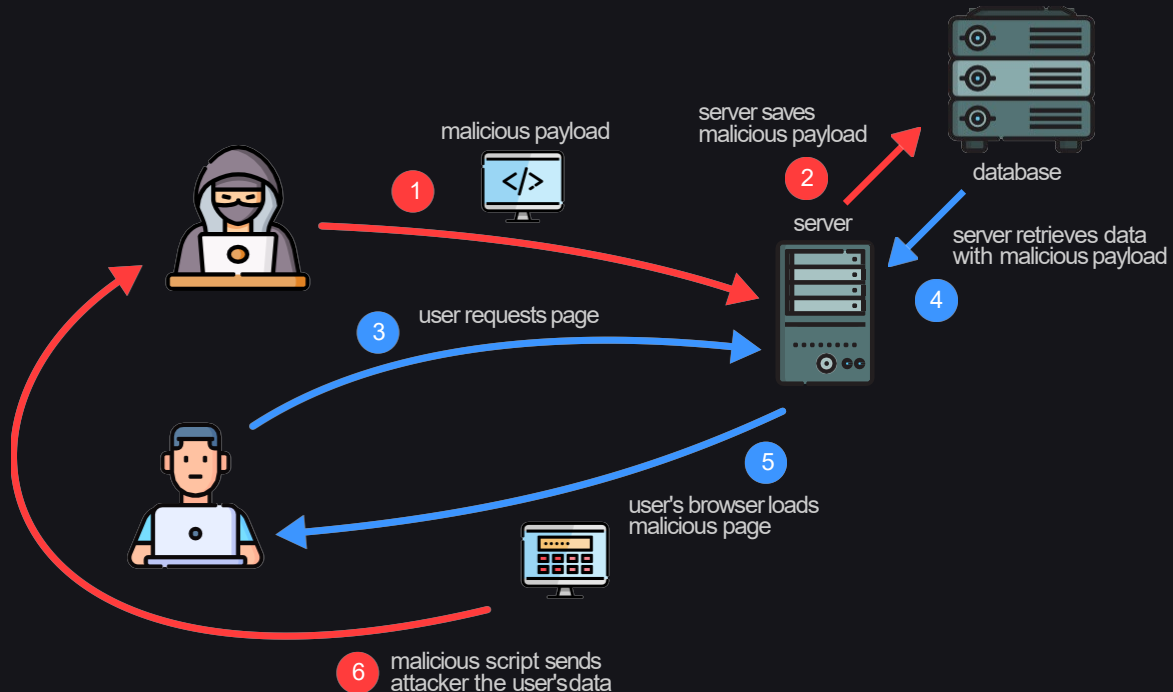 malicious payload
1
server saves
malicious payload
2
database
server
server retrieves data
with malicious payload
4
3
user requests page
5
user's browser loads
malicious page
</>
6
malicious script sends
attacker the user's data